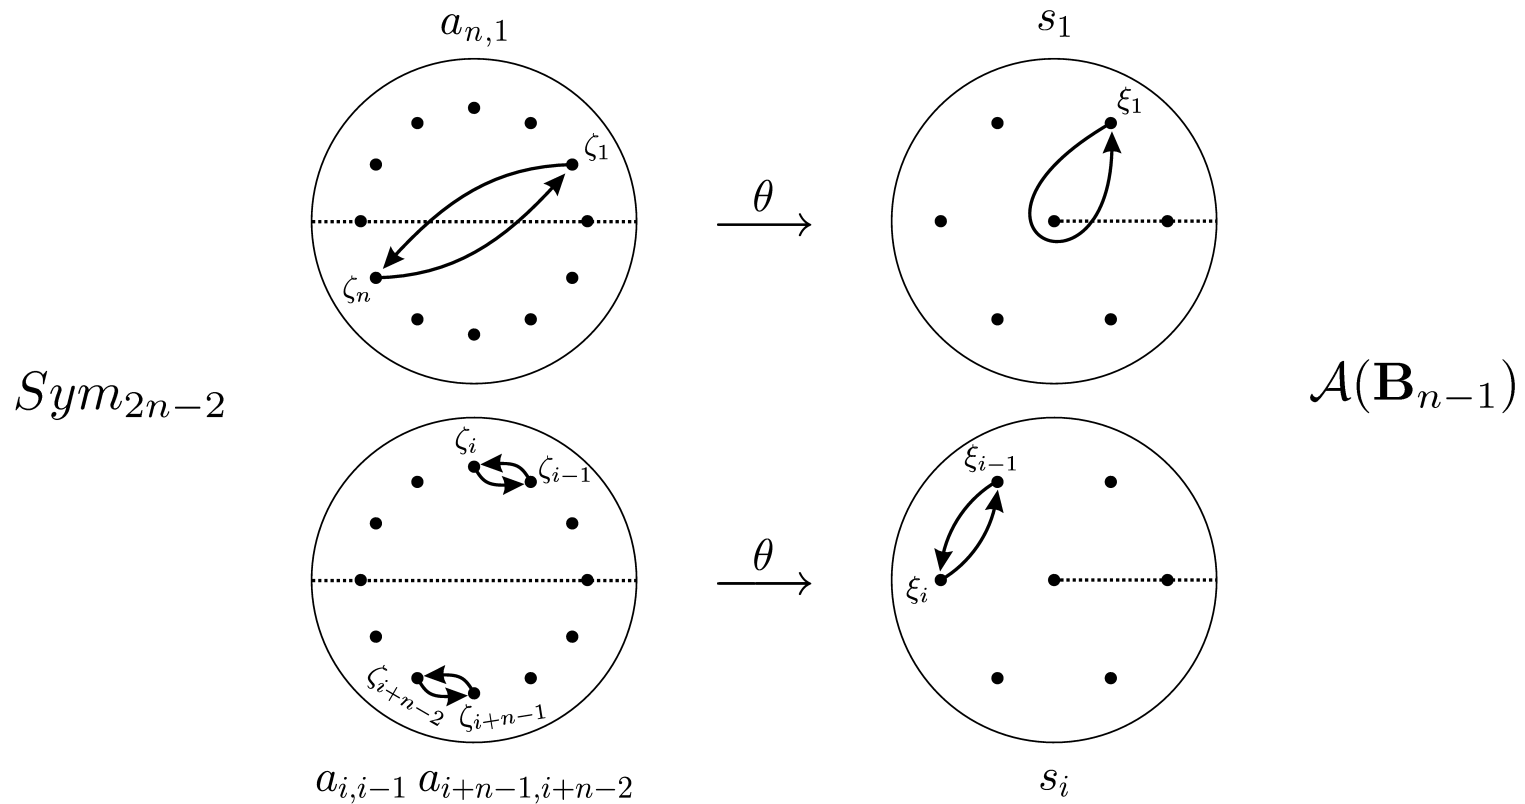 a_{n,1}
s_1
ζ_1
ξ_1
θ
ζ_n
Sym_{2n−2}
𝒜(𝐁_{n−1})
ζ_i
ζ_{i−1}
ξ_{i−1}
θ
ξ_i
ζ_{i+n−2}
ζ_{i+n−1}
a_{i,i−1} a_{i+n−1,i+n−2}
s_i